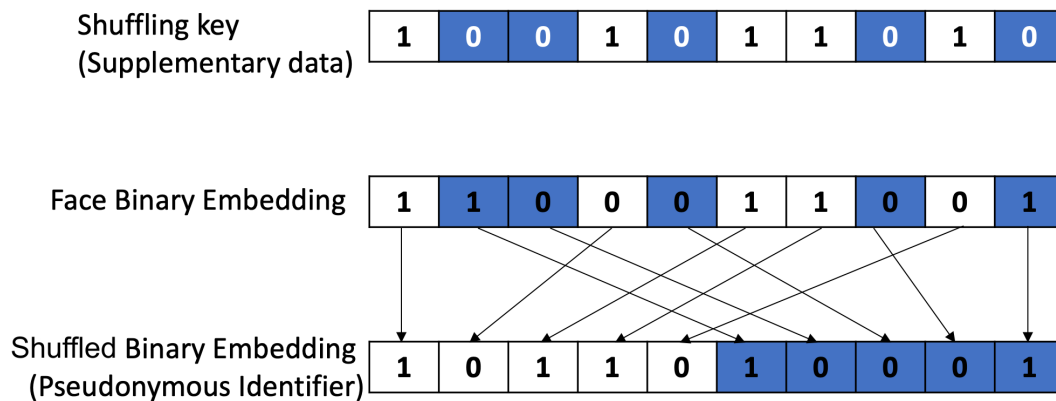 Shuffling key
(Supplementary data)
1 0 0 1 0 1 1 0 1 0
Face Binary Embedding
1 1 0 0 0 1 1 0 0 1
Shuffled Binary Embedding
(Pseudonymous Identifier)
1 0 1 1 0 1 0 0 0 1